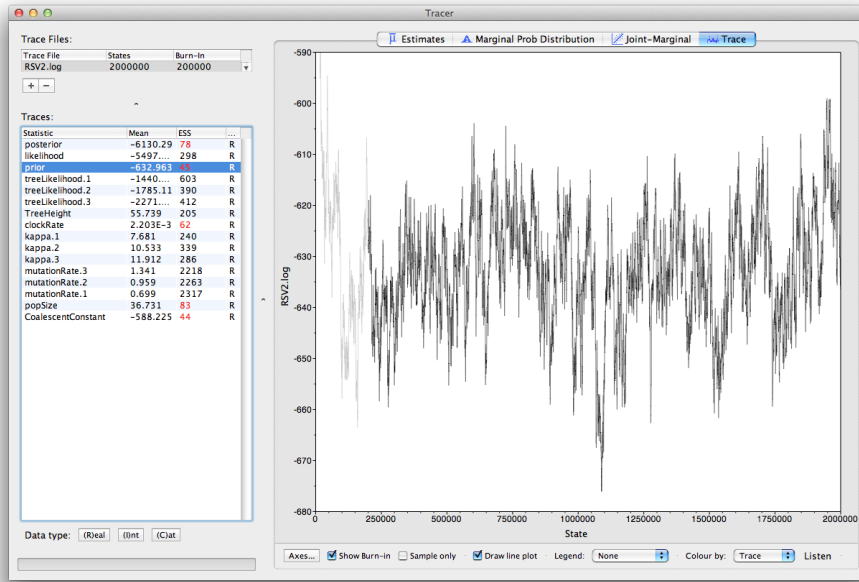 Tracer
Trace Files:
Trace File States Burn-In
RSV2.log 2000000 200000
+ −
Traces:
Statistic Mean ESS ...
posterior −6130.29 78 R
likelihood −5497.... 298 R
prior −632.963 45 R
treeLikelihood.1 −1440.... 603 R
treeLikelihood.2 −1785.11 390 R
treeLikelihood.3 −2271.... 412 R
TreeHeight 55.739 205 R
clockRate 2.203E-3 62 R
kappa.1 7.681 240 R
kappa.2 10.533 339 R
kappa.3 11.912 286 R
mutationRate.3 1.341 2218 R
mutationRate.2 0.959 2263 R
mutationRate.1 0.699 2317 R
popSize 36.731 83 R
CoalescentConstant −588.225 44 R
Data type: (R)eal (I)nt (C)at
Estimates Marginal Prob Distribution Joint-Marginal Trace
-590
-600
-610
-620
-630
-640
-650
-660
-670
-680
RSV2.log
0 250000 500000 750000 1000000 1250000 1500000 1750000 2000000
State
Axes... Show Burn-in Sample only Draw line plot Legend: None Colour by: Trace Listen